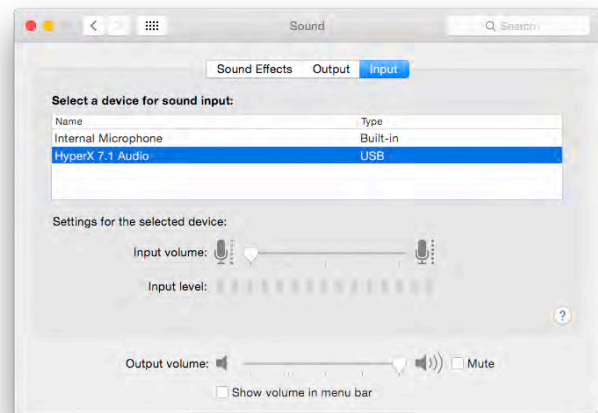 Sound
Search
Sound Effects Output Input
Select a device for sound input:
Name Type
Internal Microphone Built-in
HyperX 7.1 Audio USB
Settings for the selected device:
Input volume:
Input level:
?
Output volume: Mute
Show volume in menu bar